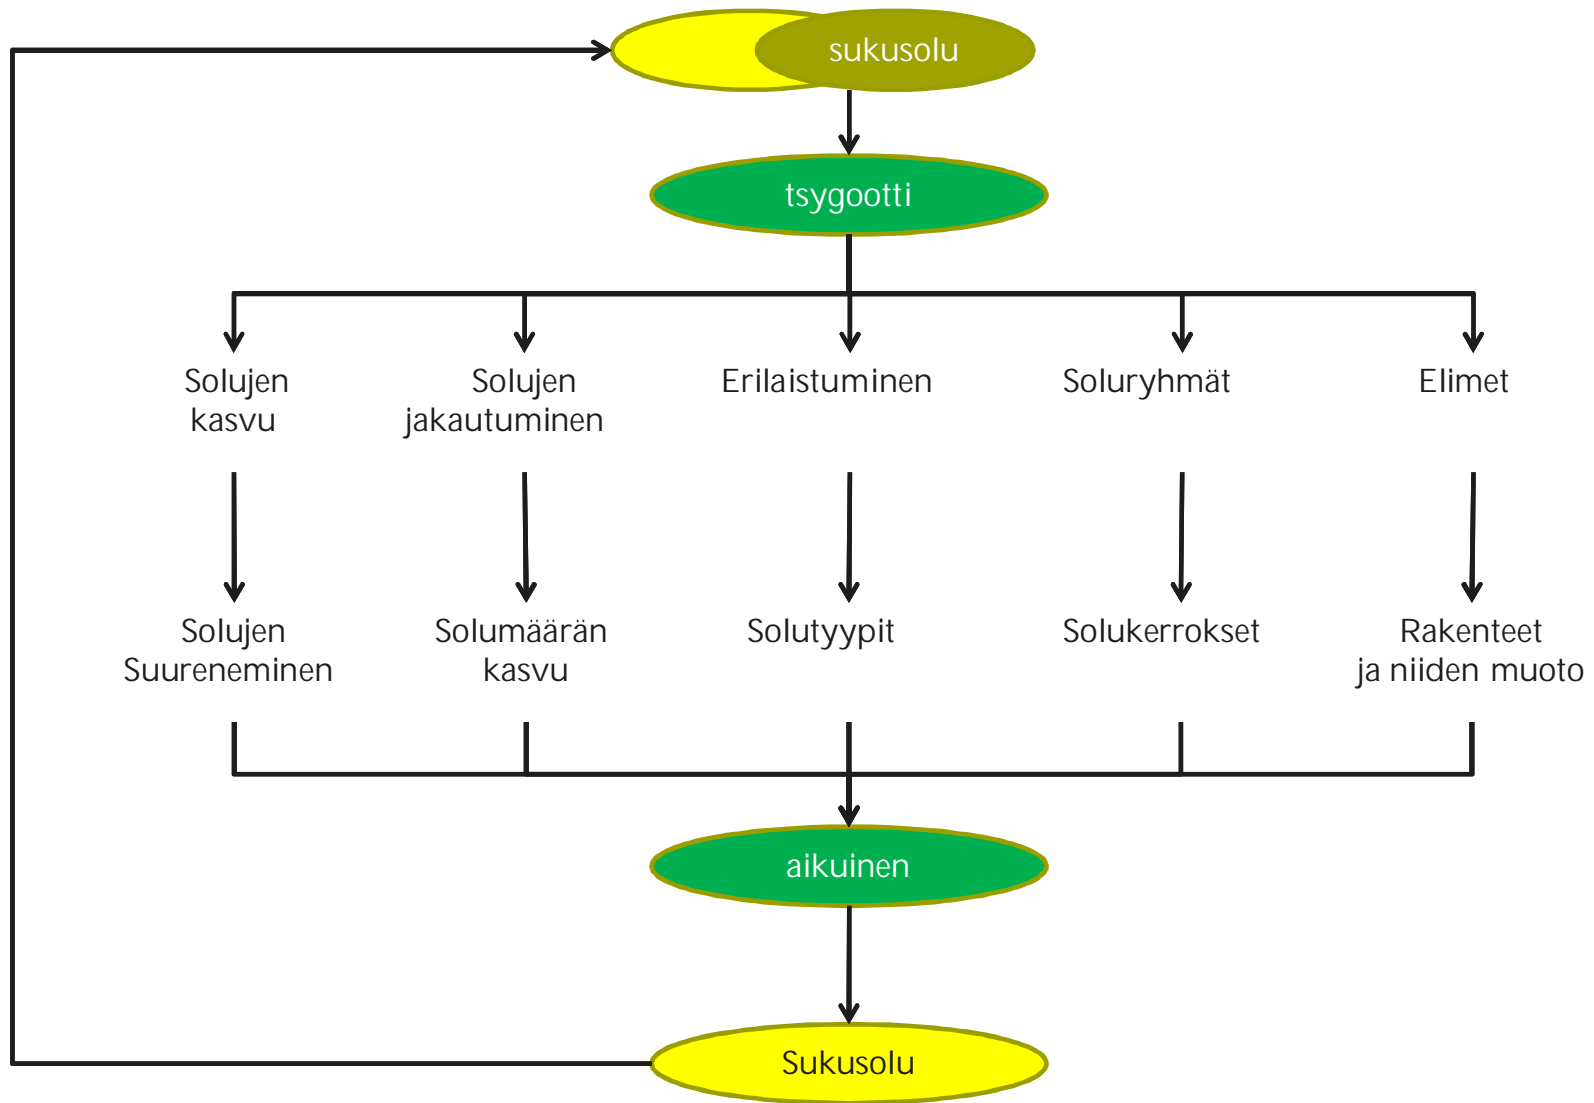 sukusolu
tsygootti
Solujen
kasvu
Solujen
jakautuminen
Erilaistuminen
Soluryhmät
Elimet
Solujen
Suureneminen
Solumäärän
kasvu
Solutyypit
Solukerrokset
Rakenteet
ja niiden muoto
aikuinen
Sukusolu